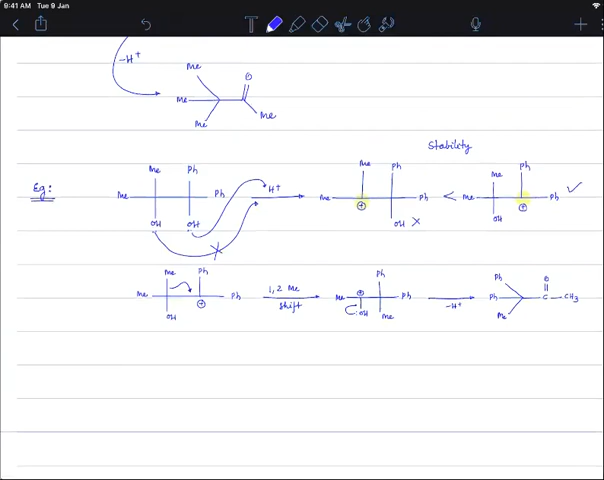 9:41 AM Tue 9 Jan
-H⁺
Me
O
Me
Me
Me
Stability
Eg:
Me Ph
Me Ph
OH OH
H⁺
Me Ph
Me Ph
⊕ OH ×
<
Me Ph
Me Ph ✓
OH ⊕
Me Ph
Me Ph
OH ⊕
1, 2 Me
Shift
⊕ Ph
Me Ph
:OH Me
-H⁺
Ph O
Ph C CH₃
Me